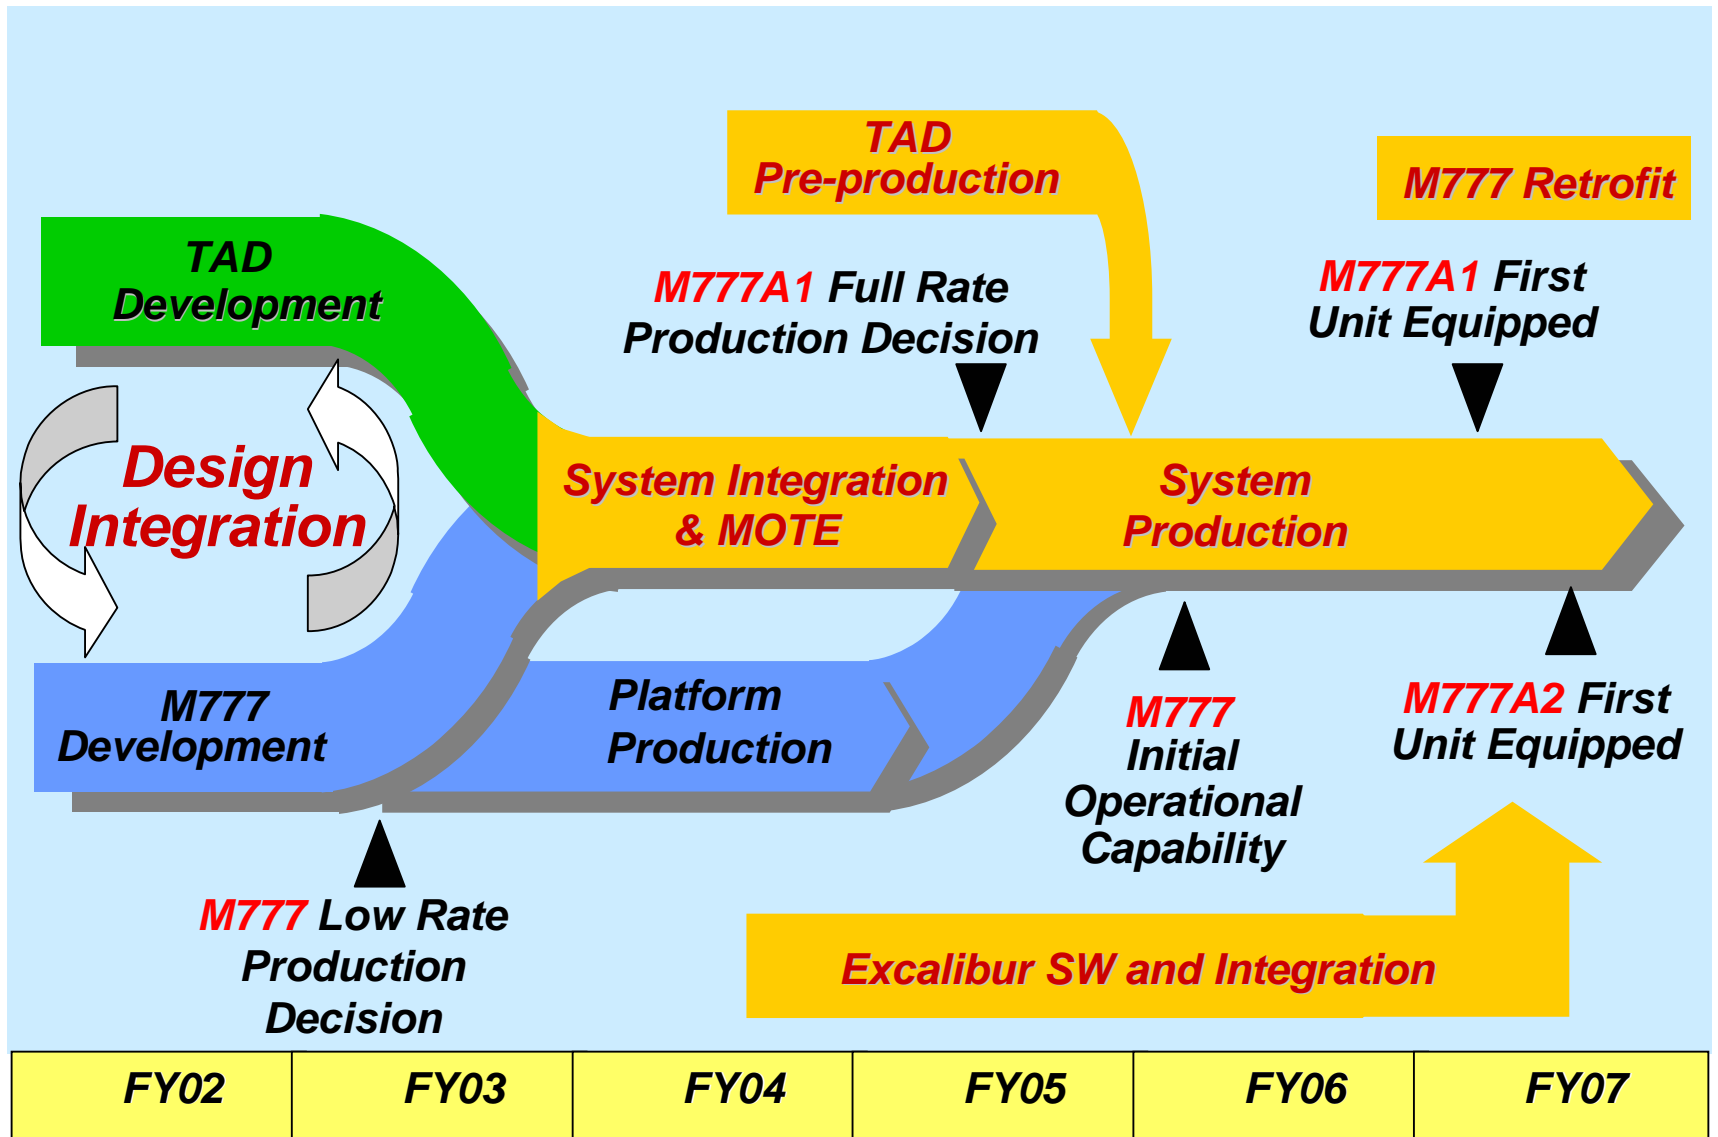 TAD
Pre-production
M777 Retrofit
TAD
Development
M777A1 Full Rate
Production Decision
M777A1 First
Unit Equipped
Design
Integration
System Integration
& MOTE
System
Production
M777
Development
Platform
Production
M777
Initial
Operational
Capability
M777A2 First
Unit Equipped
M777 Low Rate
Production
Decision
Excalibur SW and Integration
FY02
FY03
FY04
FY05
FY06
FY07